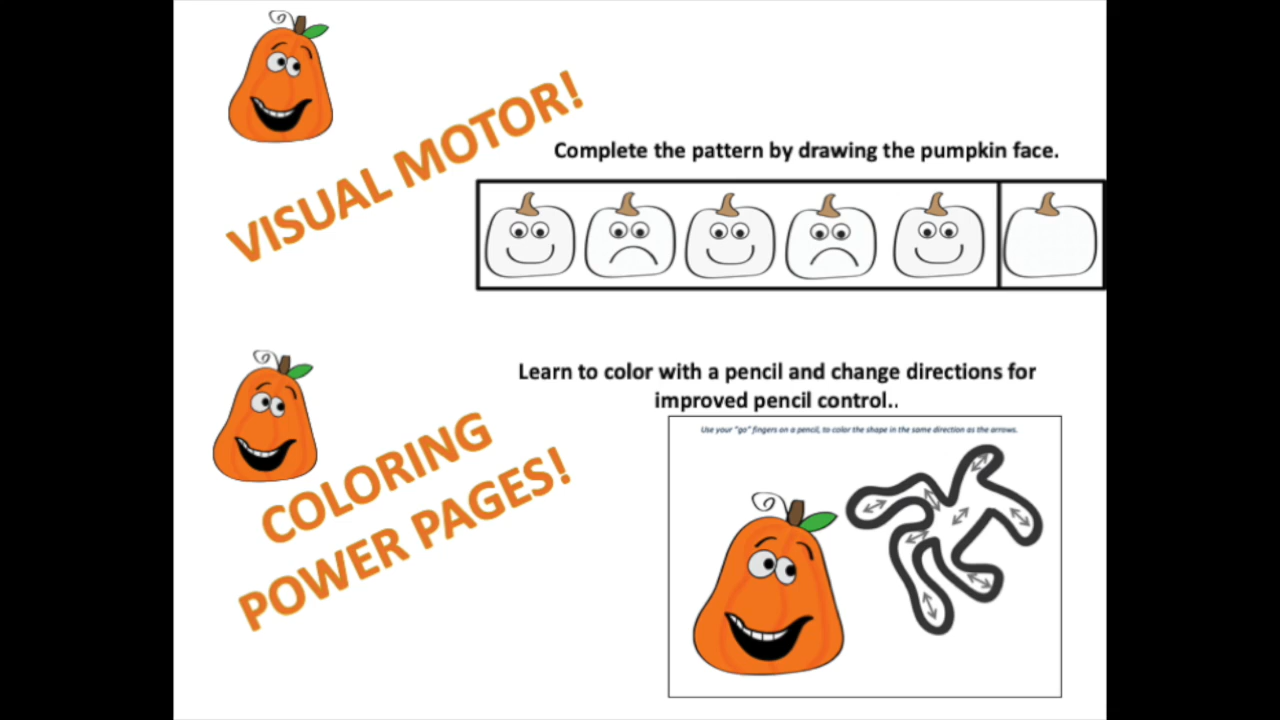 VISUAL MOTOR!
Complete the pattern by drawing the pumpkin face.
Learn to color with a pencil and change directions for
improved pencil control..
Use your "go" fingers on a pencil, to color the shape in the same direction as the arrows.
COLORING
POWER PAGES!